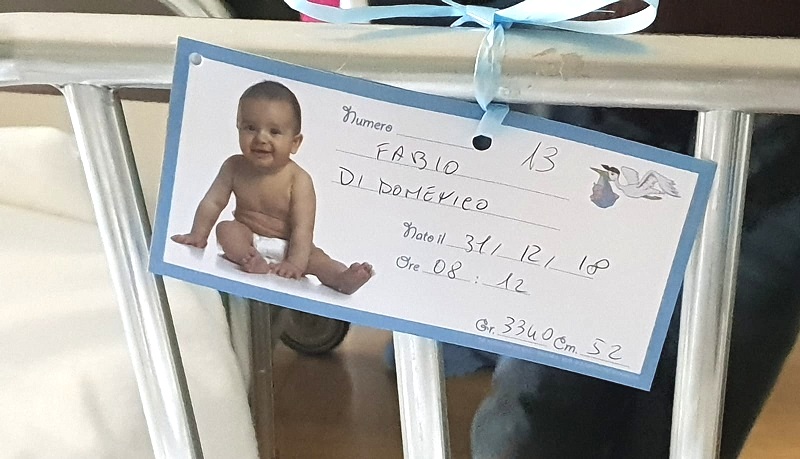 Numero 13
FABIO
DI DOMENICO
Nato il 31/12/18
Ore 08:12
Gr. 3340 Cm. 52